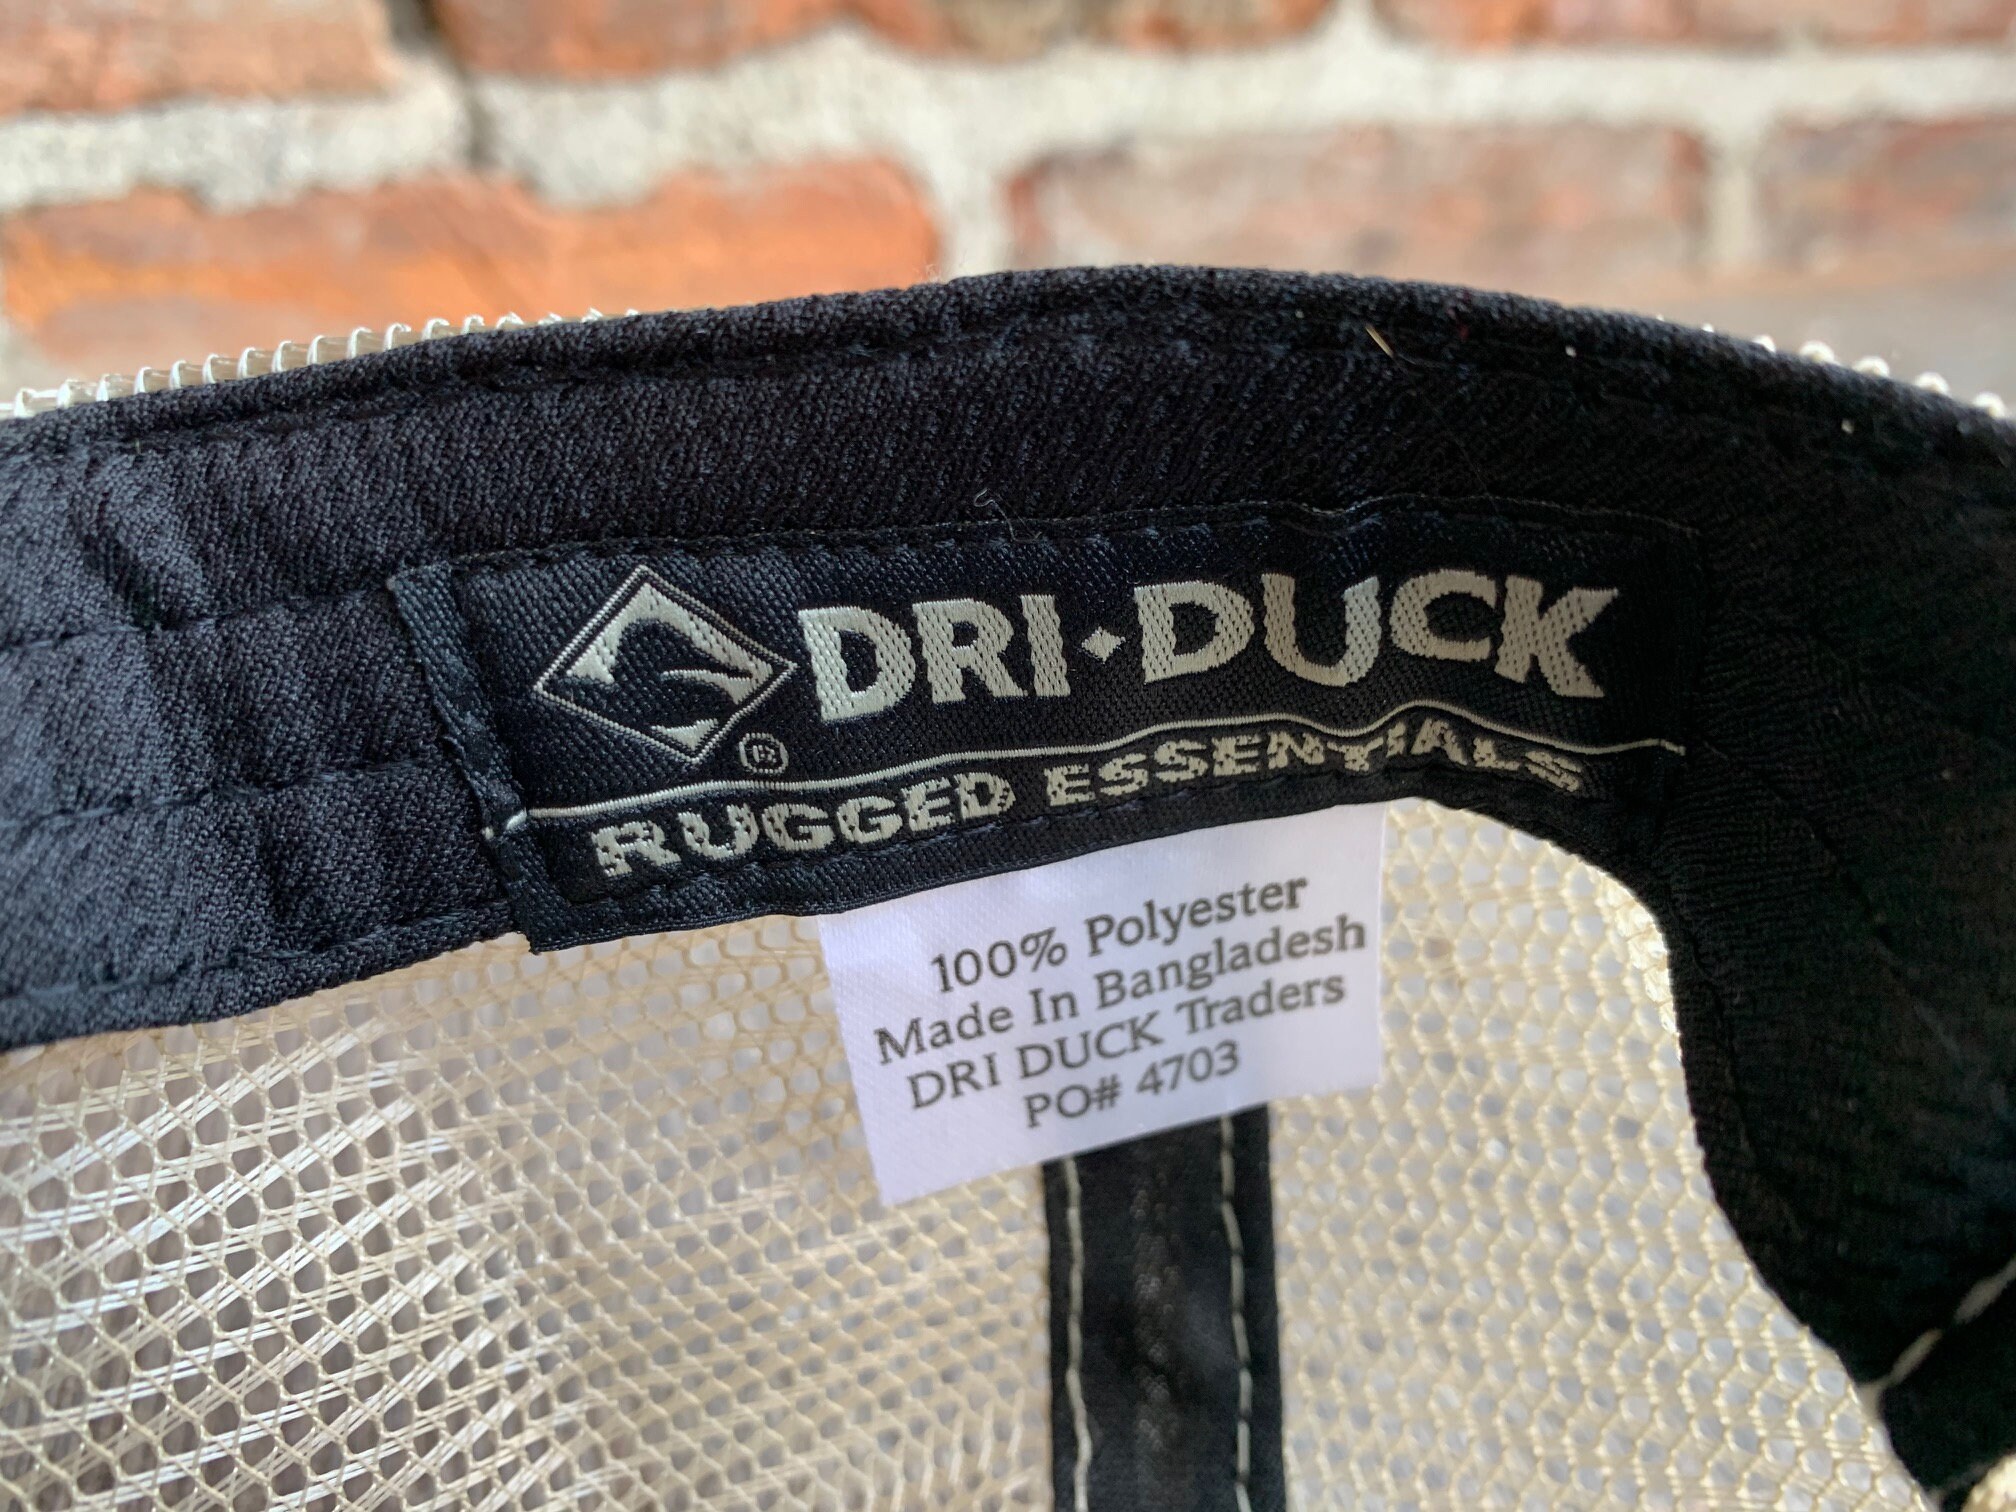 DRI·DUCK
®
RUGGED ESSENTIALS
100% Polyester
Made In Bangladesh
DRI DUCK Traders
PO# 4703